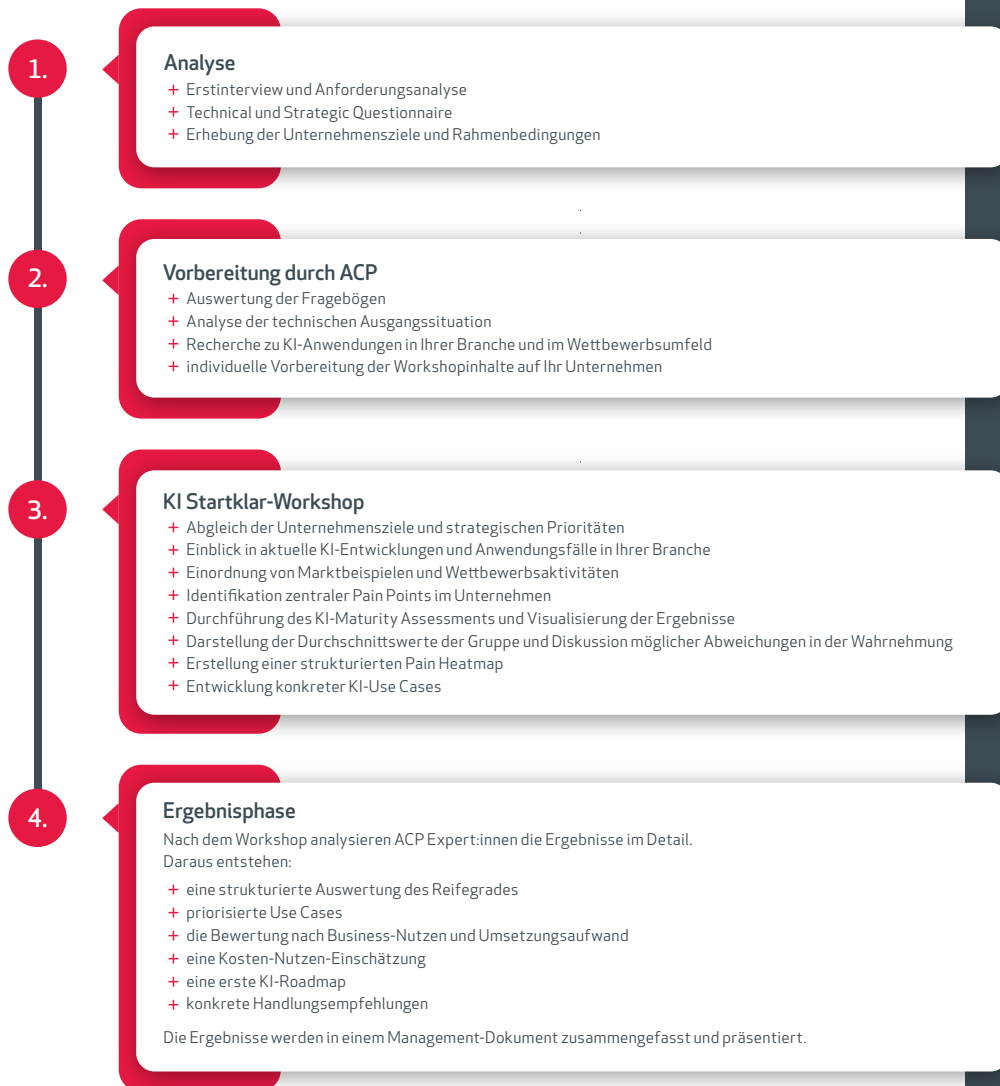 1.
Analyse
+ Erstinterview und Anforderungsanalyse
+ Technical und Strategic Questionnaire
+ Erhebung der Unternehmensziele und Rahmenbedingungen
2.
Vorbereitung durch ACP
+ Auswertung der Fragebögen
+ Analyse der technischen Ausgangssituation
+ Recherche zu KI-Anwendungen in Ihrer Branche und im Wettbewerbsumfeld
+ individuelle Vorbereitung der Workshopinhalte auf Ihr Unternehmen
3.
KI Startklar-Workshop
+ Abgleich der Unternehmensziele und strategischen Prioritäten
+ Einblick in aktuelle KI-Entwicklungen und Anwendungsfälle in Ihrer Branche
+ Einordnung von Marktbeispielen und Wettbewerbsaktivitäten
+ Identifikation zentraler Pain Points im Unternehmen
+ Durchführung des KI-Maturity Assessments und Visualisierung der Ergebnisse
+ Darstellung der Durchschnittswerte der Gruppe und Diskussion möglicher Abweichungen in der Wahrnehmung
+ Erstellung einer strukturierten Pain Heatmap
+ Entwicklung konkreter KI-Use Cases
4.
Ergebnisphase
Nach dem Workshop analysieren ACP Expert:innen die Ergebnisse im Detail.
Daraus entstehen:
+ eine strukturierte Auswertung des Reifegrades
+ priorisierte Use Cases
+ die Bewertung nach Business-Nutzen und Umsetzungsaufwand
+ eine Kosten-Nutzen-Einschätzung
+ eine erste KI-Roadmap
+ konkrete Handlungsempfehlungen
Die Ergebnisse werden in einem Management-Dokument zusammengefasst und präsentiert.